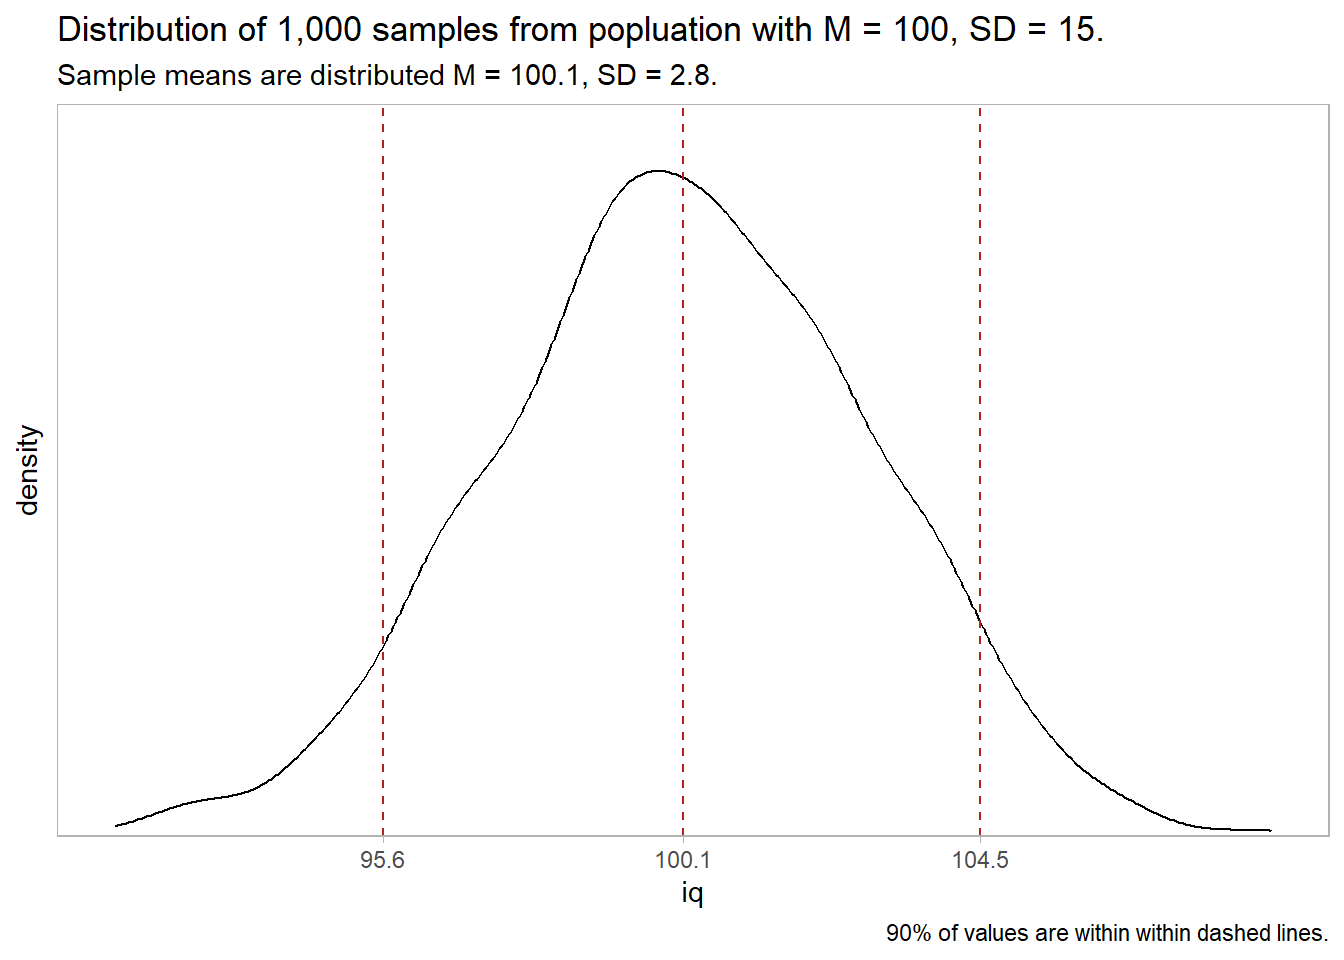 Distribution of 1,000 samples from popluation with M = 100, SD = 15.
Sample means are distributed M = 100.1, SD = 2.8.
density
95.6 100.1 104.5
iq
90% of values are within within dashed lines.